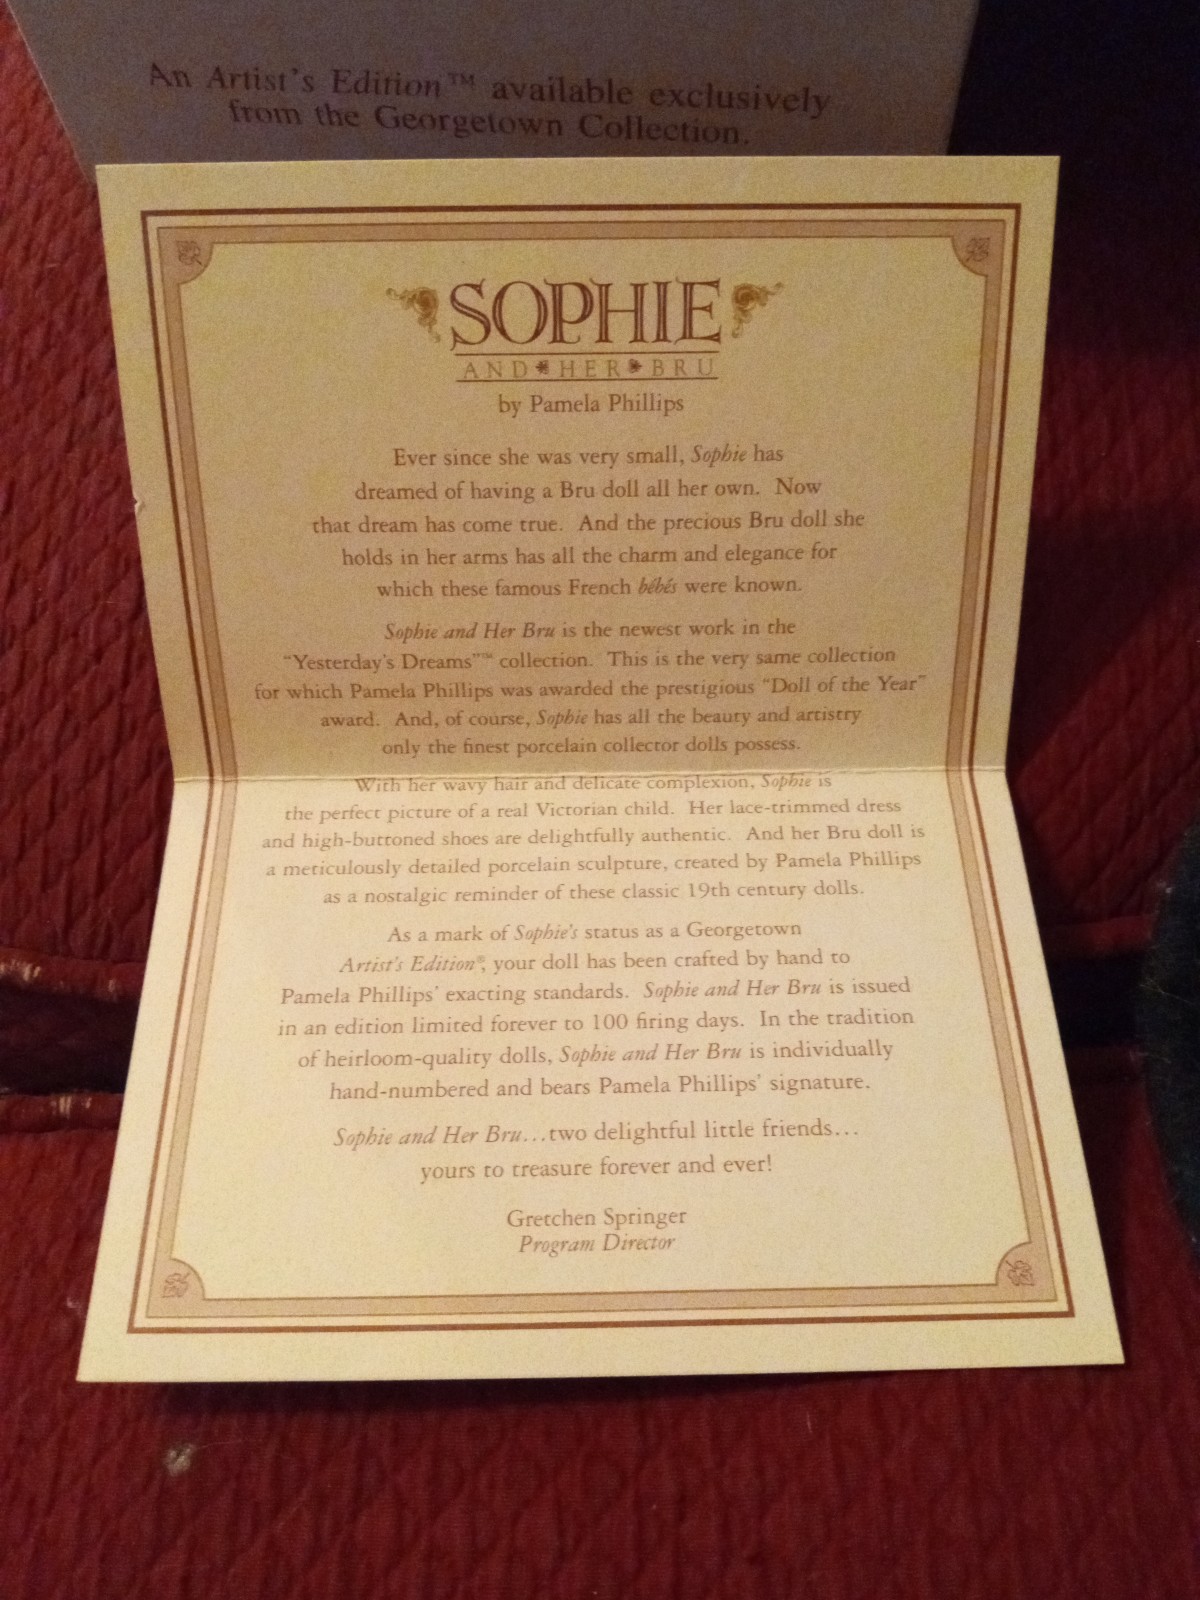 An Artist's Edition™ available exclusively
from the Georgetown Collection.
SOPHIE
AND HER BRU
by Pamela Phillips
Ever since she was very small, Sophie has
dreamed of having a Bru doll all her own. Now
that dream has come true. And the precious Bru doll she
holds in her arms has all the charm and elegance for
which these famous French bébés were known.
Sophie and Her Bru is the newest work in the
"Yesterday's Dreams"™ collection. This is the very same collection
for which Pamela Phillips was awarded the prestigious "Doll of the Year"
award. And, of course, Sophie has all the beauty and artistry
only the finest porcelain collector dolls possess.
With her wavy hair and delicate complexion, Sophie is
the perfect picture of a real Victorian child. Her lace-trimmed dress
and high-buttoned shoes are delightfully authentic. And her Bru doll is
a meticulously detailed porcelain sculpture, created by Pamela Phillips
as a nostalgic reminder of these classic 19th century dolls.
As a mark of Sophie's status as a Georgetown
Artist's Edition®, your doll has been crafted by hand to
Pamela Phillips' exacting standards. Sophie and Her Bru is issued
in an edition limited forever to 100 firing days. In the tradition
of heirloom-quality dolls, Sophie and Her Bru is individually
hand-numbered and bears Pamela Phillips' signature.
Sophie and Her Bru...two delightful little friends...
yours to treasure forever and ever!
Gretchen Springer
Program Director